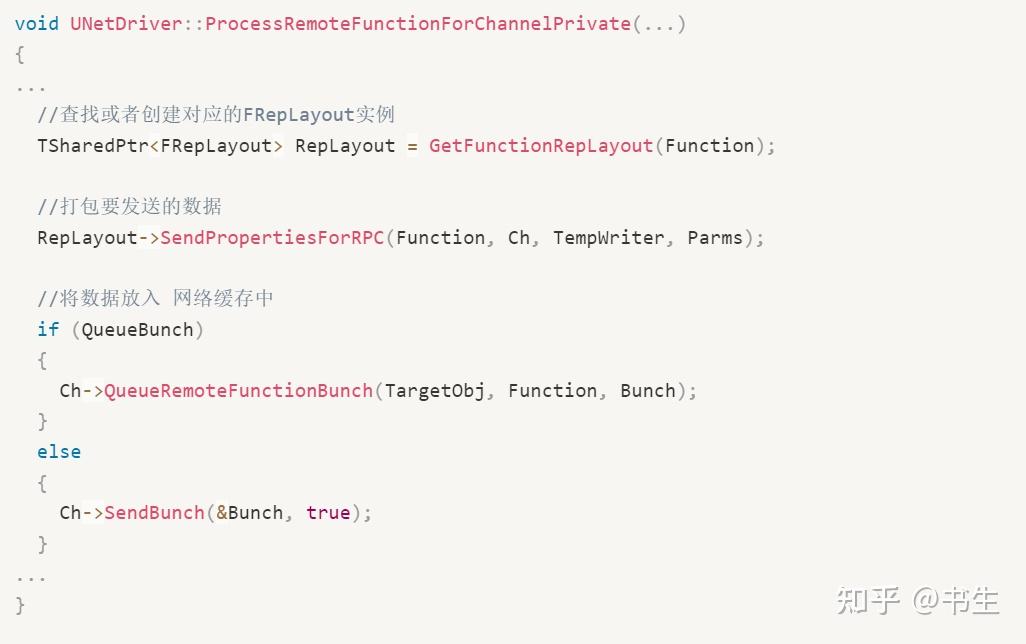 void UNetDriver::ProcessRemoteFunctionForChannelPrivate(...)
{
...
  //查找或者创建对应的FRepLayout实例
  TSharedPtr<FRepLayout> RepLayout = GetFunctionRepLayout(Function);

  //打包要发送的数据
  RepLayout->SendPropertiesForRPC(Function, Ch, TempWriter, Parms);

  //将数据放入 网络缓存中
  if (QueueBunch)
  {
    Ch->QueueRemoteFunctionBunch(TargetObj, Function, Bunch);
  }
  else
  {
    Ch->SendBunch(&Bunch, true);
  }
...
}
知乎 @书生